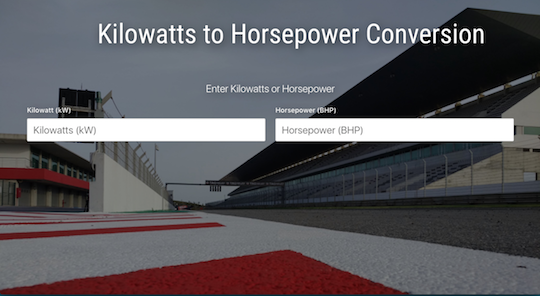 Kilowatts to Horsepower Conversion
Enter Kilowatts or Horsepower
Kilowatt (kW) Horsepower (BHP)
Kilowatts (kW) Horsepower (BHP)